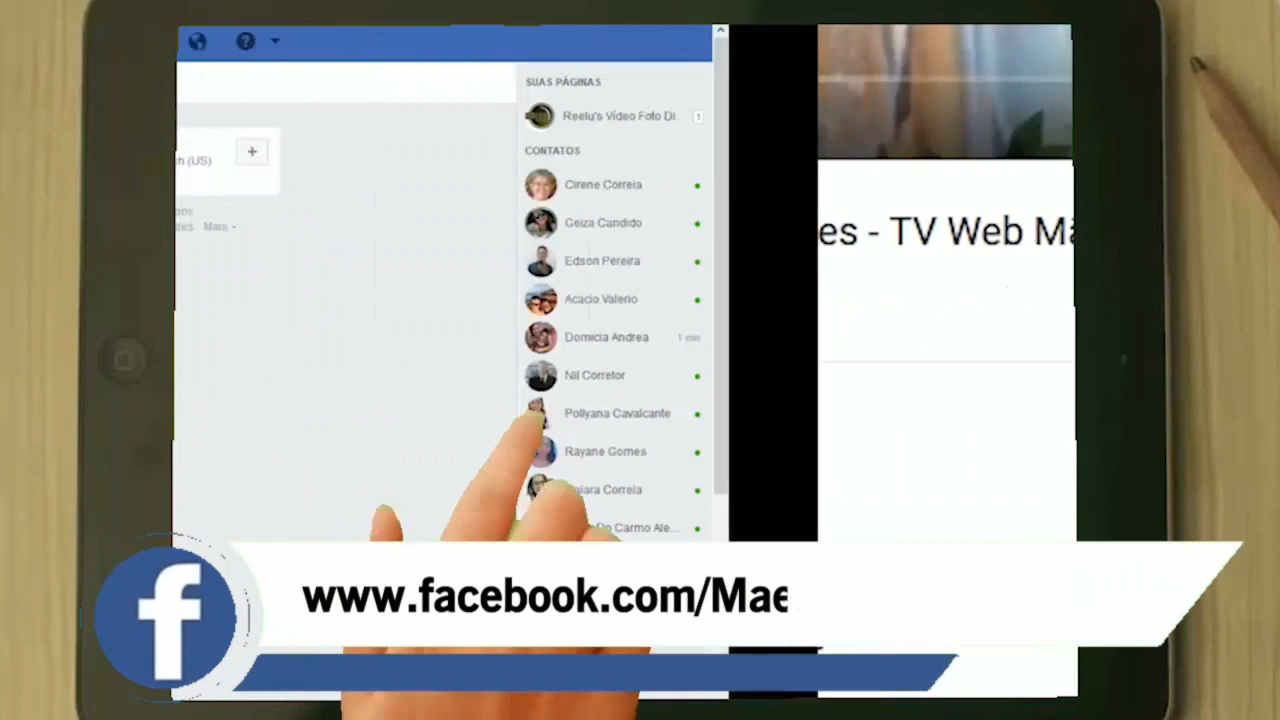 SUAS PÁGINAS
Reelu's Vídeo Foto Di...
1
CONTATOS
Cirene Correia
Geiza Candido
Edson Pereira
Acacio Valerio
Domicia Andrea
1 min
Nil Corretor
Pollyana Cavalcante
Rayane Gomes
Correia
Do Carmo Ale...
(US)
Mais
es - TV Web
www.facebook.com/Mae